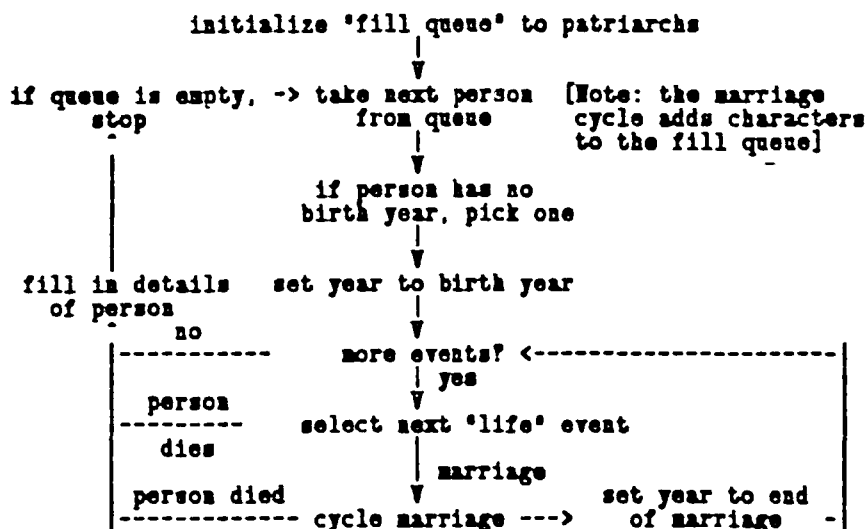 initialize "fill queue" to patriarchs
if queue is empty, -> take next person [Note: the marriage
stop from queue cycle adds characters
to the fill queue]
if person has no
birth year, pick one
fill in details set year to birth year
of person
no
more events? <
yes
person
select next "life" event
dies
marriage
person died set year to end
cycle marriage ---> of marriage